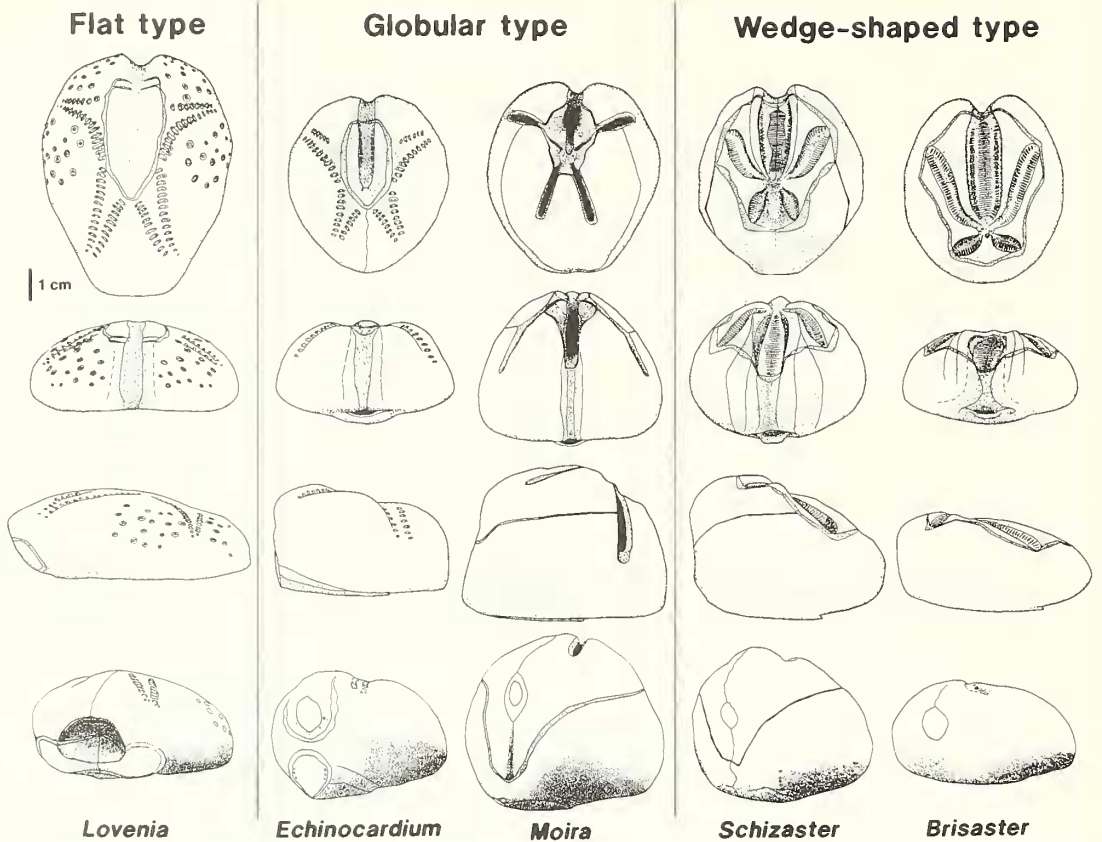 Flat type
Globular type
Wedge-shaped type
1 cm
Lovenia
Echinocardium
Moira
Schizaster
Brisaster